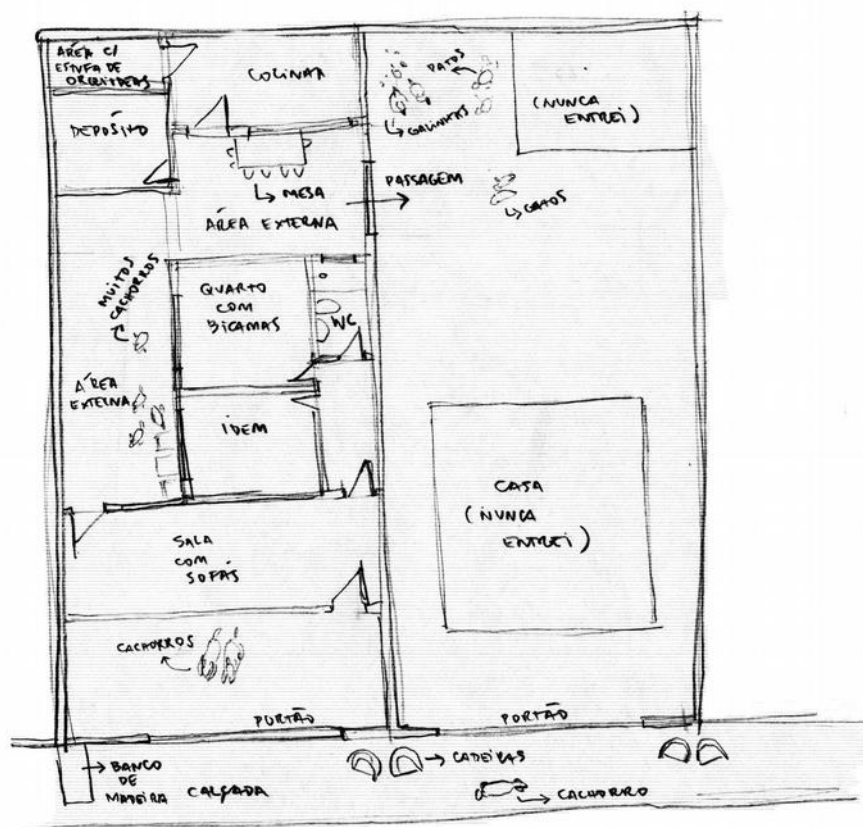 ÁREA C/
ESTUFA DE
ORQUÍDEAS
COZINHA
PATOS
GALINHAS
(NUNCA
ENTREI)
DEPÓSITO
MESA
ÁREA EXTERNA
PASSAGEM
GATOS
MUITOS
CACHORROS
QUARTO
COM
BICAMAS
WC
ÁREA
EXTERNA
IDEM
CASA
(NUNCA
ENTREI)
SALA
COM
SOFÁS
CACHORROS
PORTÃO
PORTÃO
BANCO
DE
MADEIRA
CALÇADA
CADEIRAS
CACHORRO